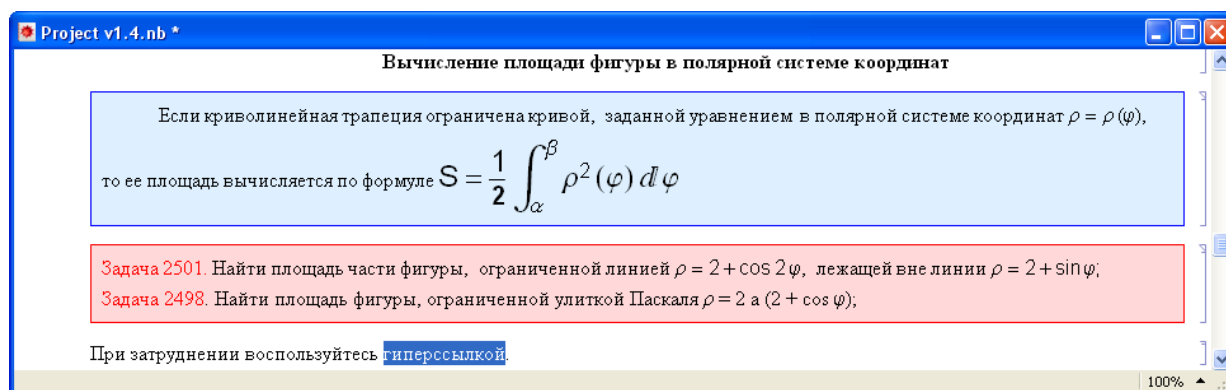 Project v1.4.nb *
Вычисление площади фигуры в полярной системе координат
Если криволинейная трапеция ограничена кривой, заданной уравнением в полярной системе координат ρ = ρ (φ),
то ее площадь вычисляется по формуле S = 1/2 ∫_α^β ρ² (φ) ⅆ φ
Задача 2501. Найти площадь части фигуры, ограниченной линией ρ = 2 + cos 2 φ, лежащей вне линии ρ = 2 + sin φ;
Задача 2498. Найти площадь фигуры, ограниченной улиткой Паскаля ρ = 2 a (2 + cos φ);
При затруднении воспользуйтесь гиперссылкой.
100%